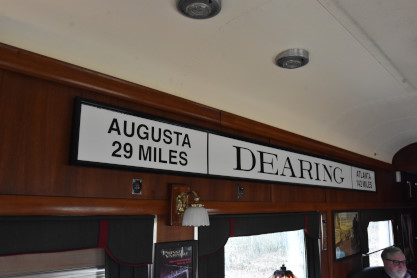 AUGUSTA
29 MILES
DEARING
ATLANTA
142 MILES